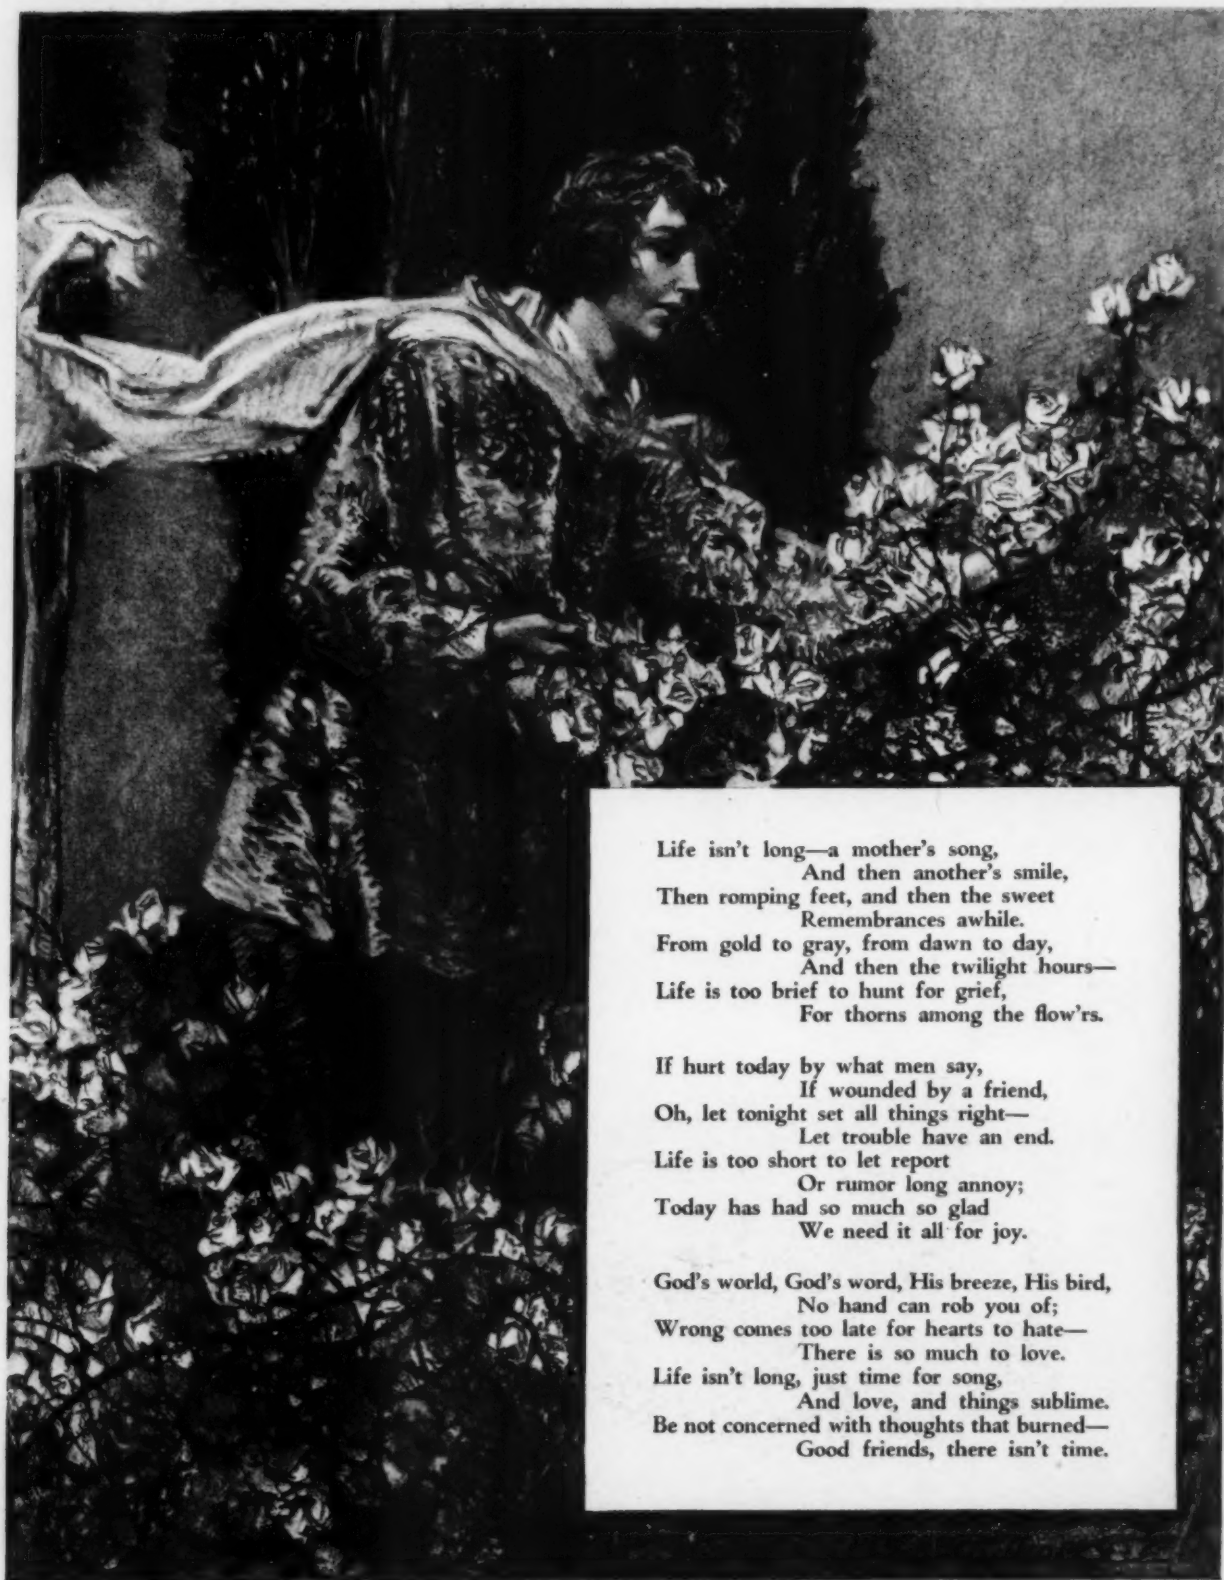 Life isn't long—a mother's song,
And then another's smile,
Then romping feet, and then the sweet
Remembrances awhile.
From gold to gray, from dawn to day,
And then the twilight hours—
Life is too brief to hunt for grief,
For thorns among the flow'rs.

If hurt today by what men say,
If wounded by a friend,
Oh, let tonight set all things right—
Let trouble have an end.
Life is too short to let report
Or rumor long annoy;
Today has had so much so glad
We need it all for joy.

God's world, God's word, His breeze, His bird,
No hand can rob you of;
Wrong comes too late for hearts to hate—
There is so much to love.
Life isn't long, just time for song,
And love, and things sublime.
Be not concerned with thoughts that burned—
Good friends, there isn't time.